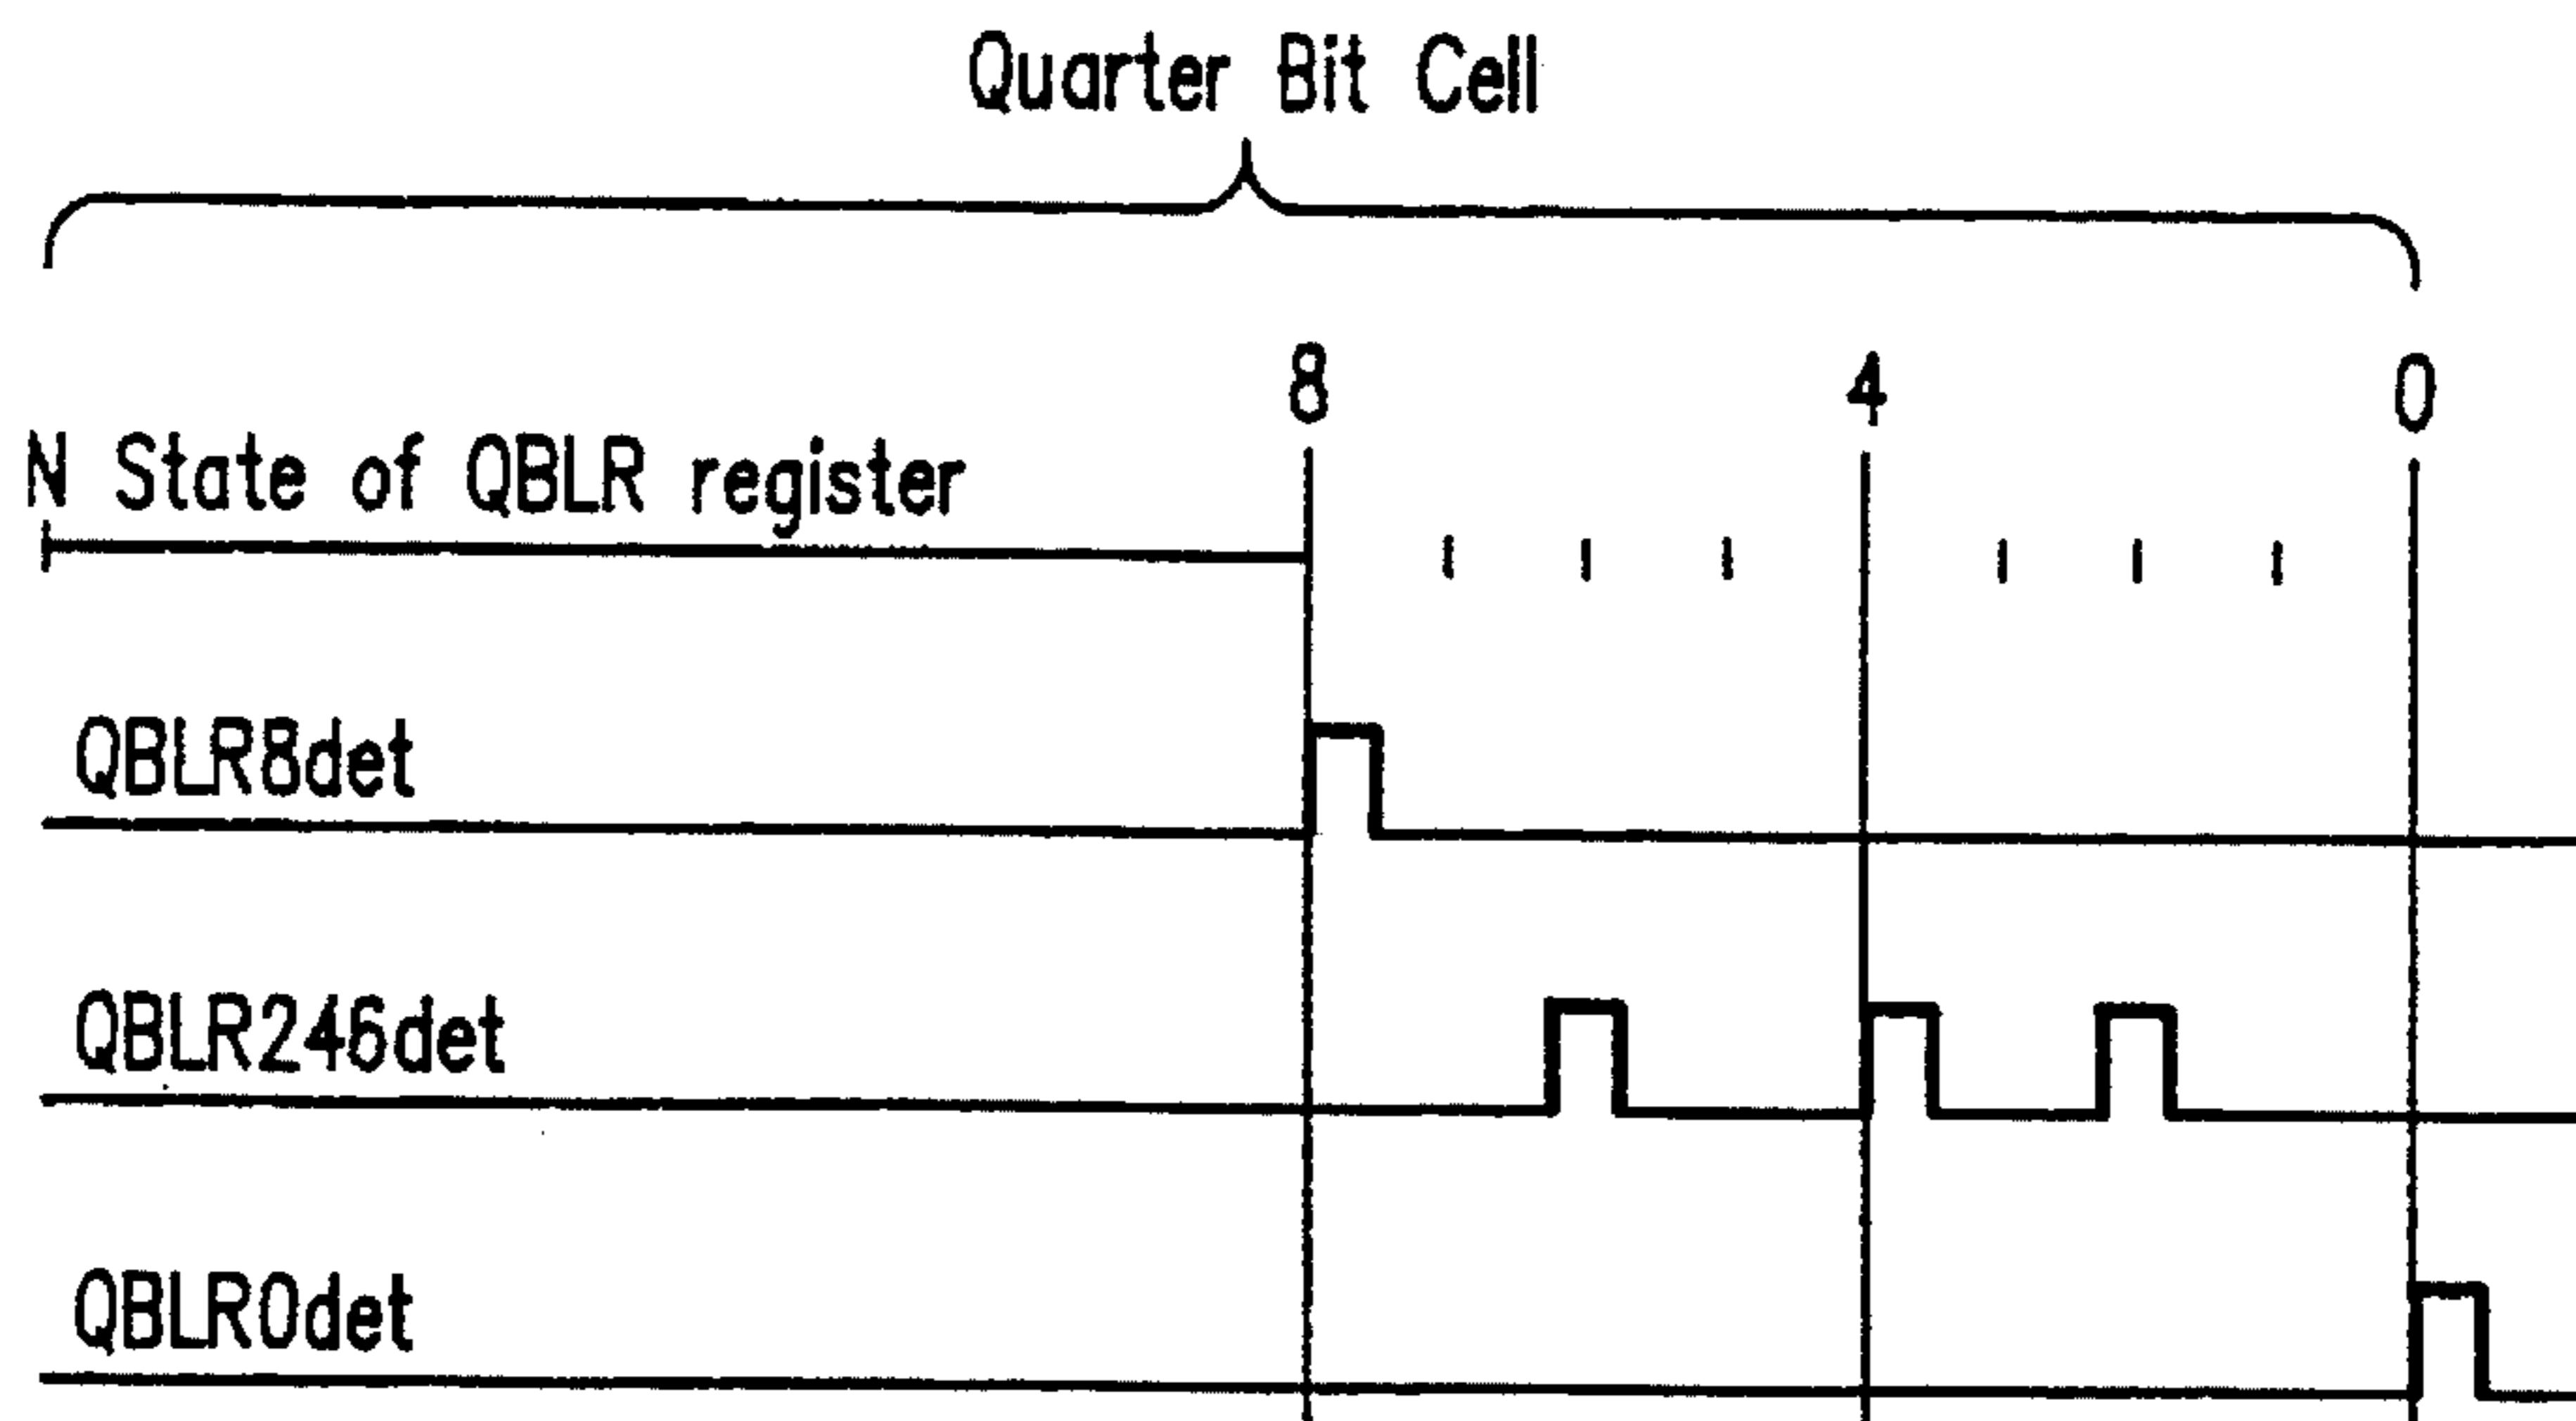 Quarter Bit Cell
8 4 0
N State of QBLR register
QBLR8det
QBLR246det
QBLR0det